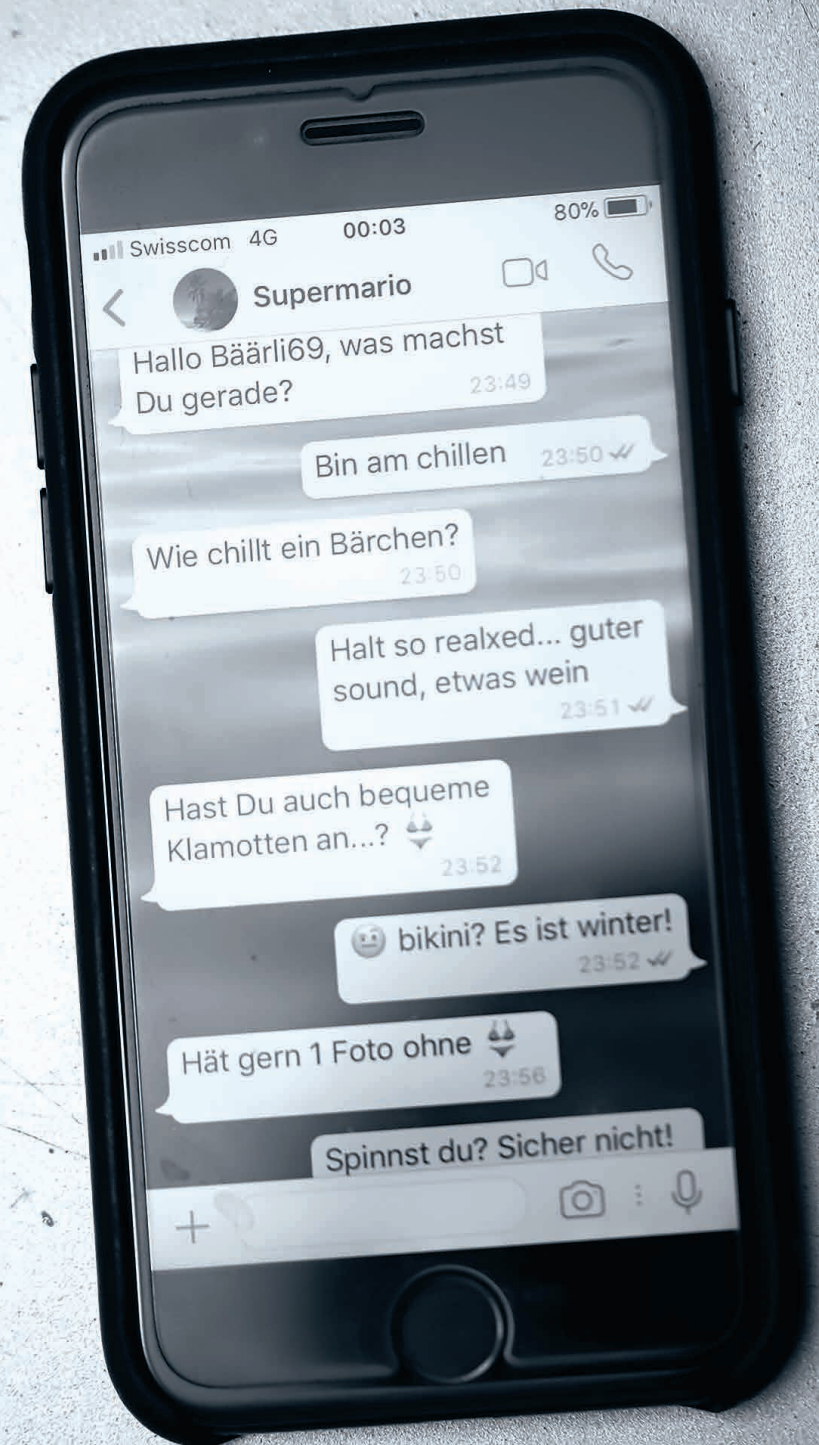 Swisscom 4G 00:03 80%
Supermario
Hallo Bäärli69, was machst
Du gerade? 23:49
Bin am chillen 23:50
Wie chillt ein Bärchen?
23:50
Halt so realxed... guter
sound, etwas wein
23:51
Hast Du auch bequeme
Klamotten an...? 👙
23:52
🤨 bikini? Es ist winter!
23:52
Hät gern 1 Foto ohne 👙
23:56
Spinnst du? Sicher nicht!